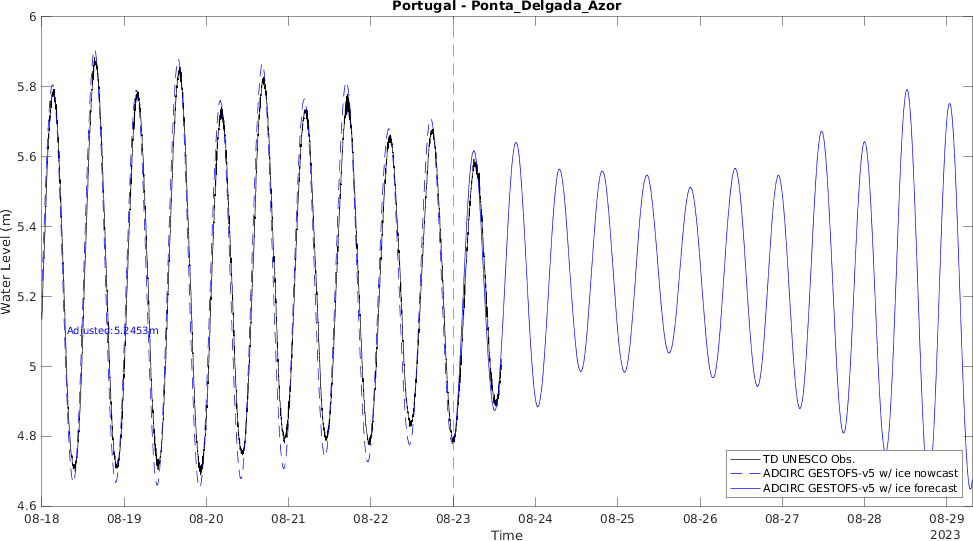 Portugal - Ponta_Delgada_Azor
6
5.8
5.6
5.4
5.2
5
4.8
4.6
Water Level (m)
Adjusted:5.2453m
TD UNESCO Obs.
ADCIRC GESTOFS-v5 w/ ice nowcast
ADCIRC GESTOFS-v5 w/ ice forecast
08-18 08-19 08-20 08-21 08-22 08-23 08-24 08-25 08-26 08-27 08-28 08-29
2023
Time